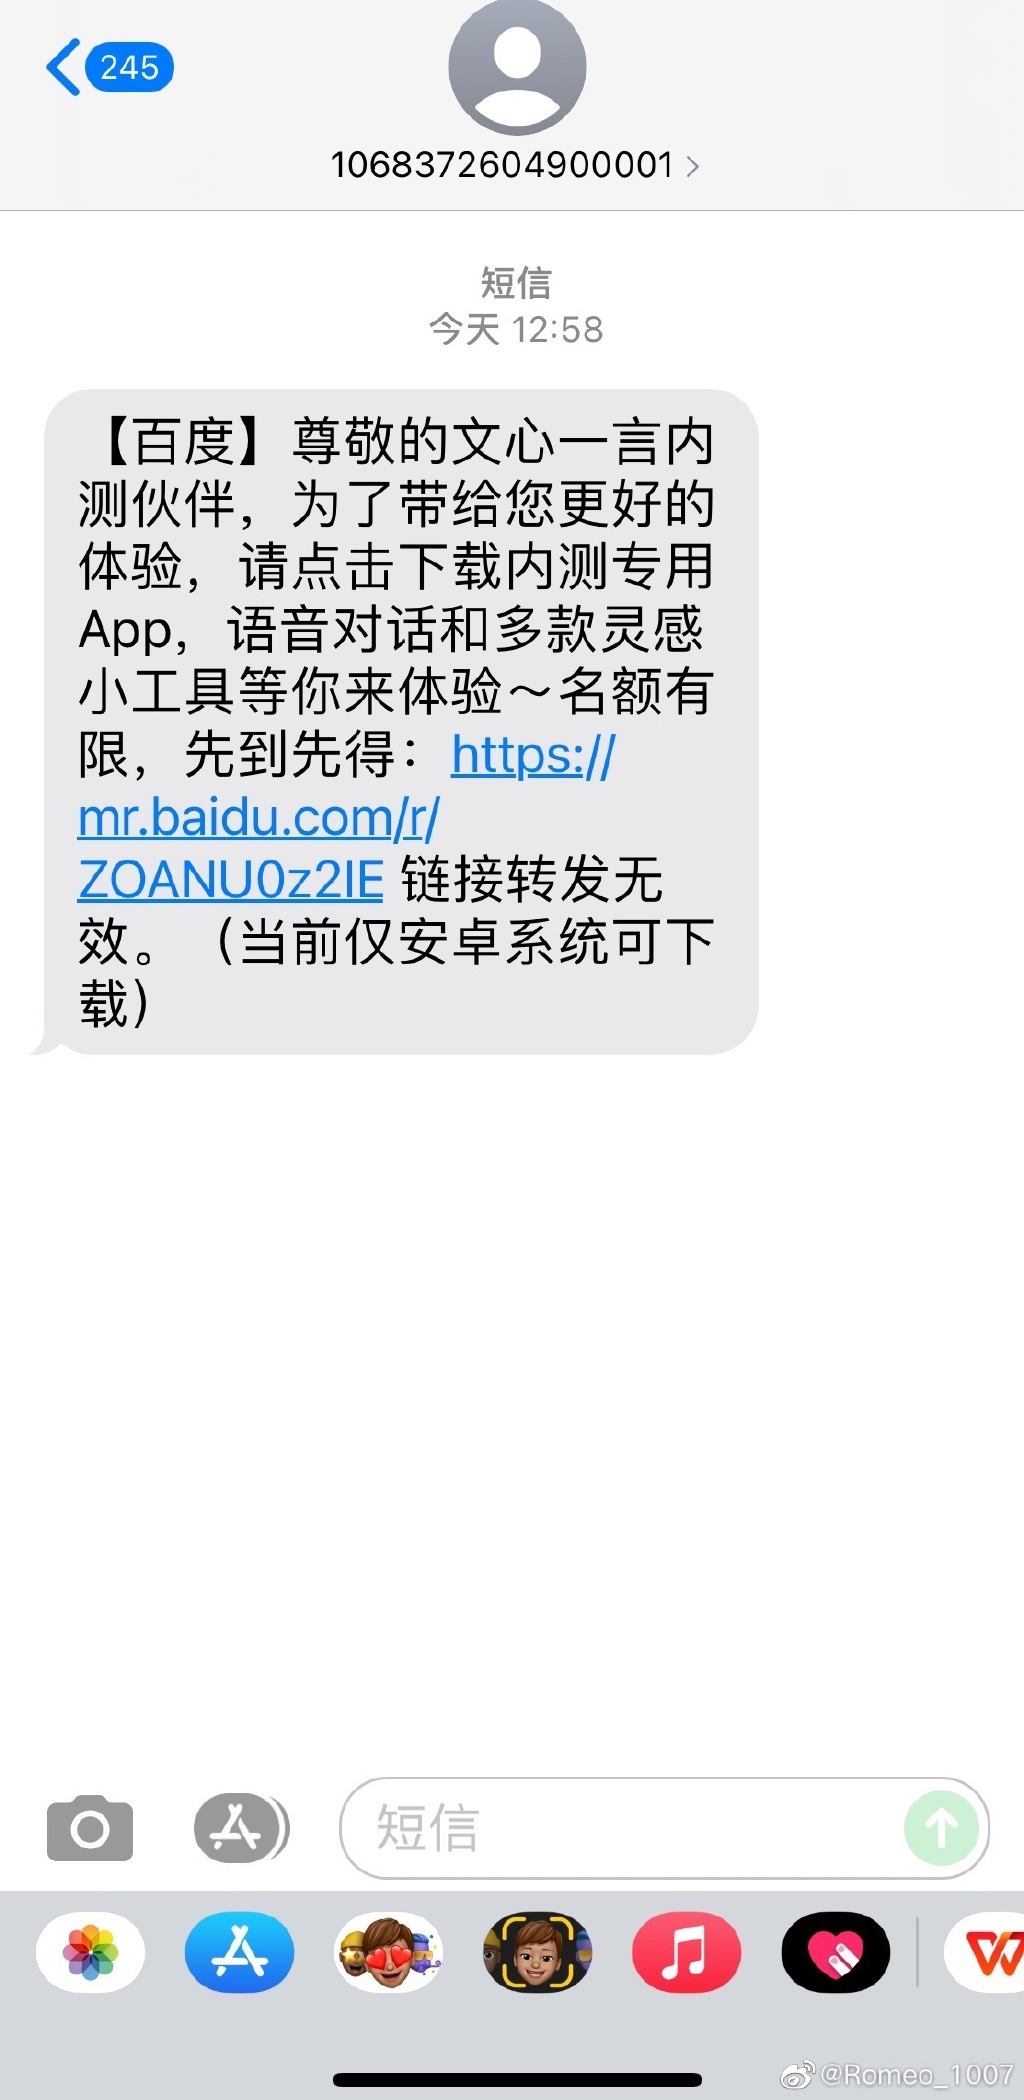 245
1068372604900001
短信
今天 12:58
【百度】尊敬的文心一言内
测伙伴，为了带给您更好的
体验，请点击下载内测专用
App，语音对话和多款灵感
小工具等你来体验～名额有
限，先到先得：https://
mr.baidu.com/r/
ZOANU0z2IE 链接转发无
效。（当前仅安卓系统可下
载）
短信
@Romeo_1007